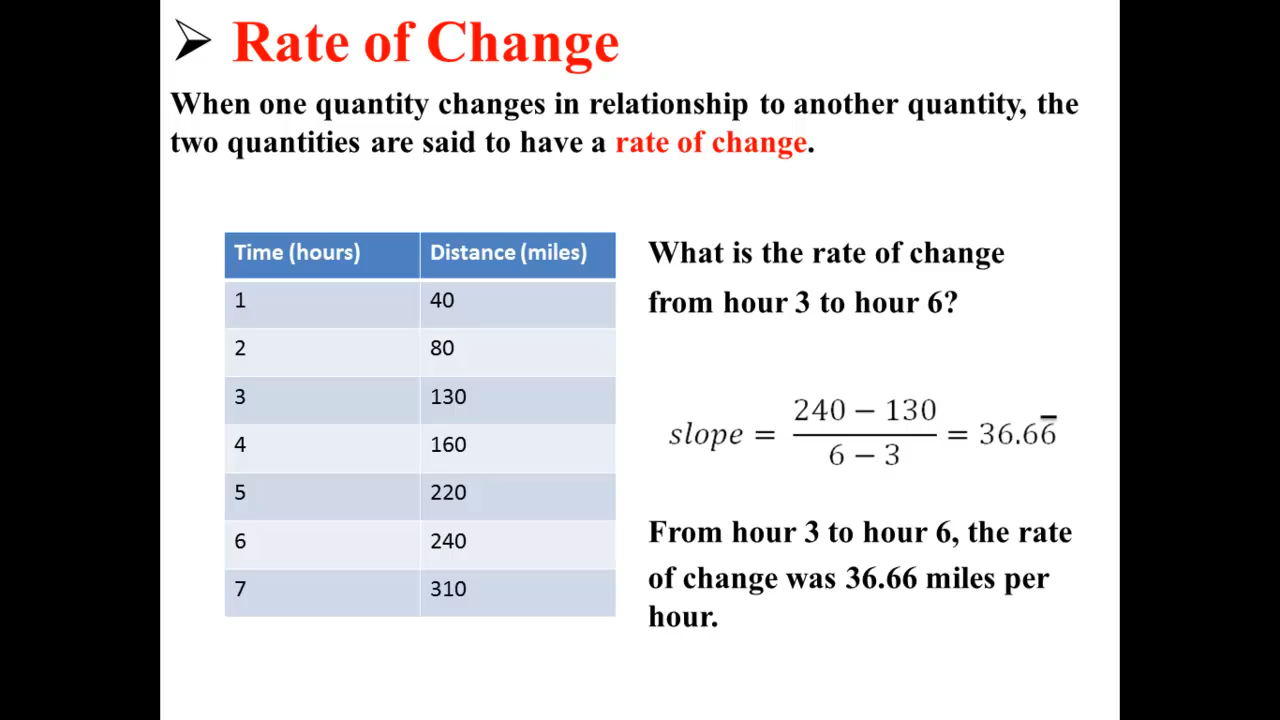 ➢ Rate of Change
When one quantity changes in relationship to another quantity, the
two quantities are said to have a rate of change.
Time (hours) Distance (miles)
1 40
2 80
3 130
4 160
5 220
6 240
7 310
What is the rate of change
from hour 3 to hour 6?
240 − 130
slope = ――― = 36.66̅
6 − 3
From hour 3 to hour 6, the rate
of change was 36.66 miles per
hour.